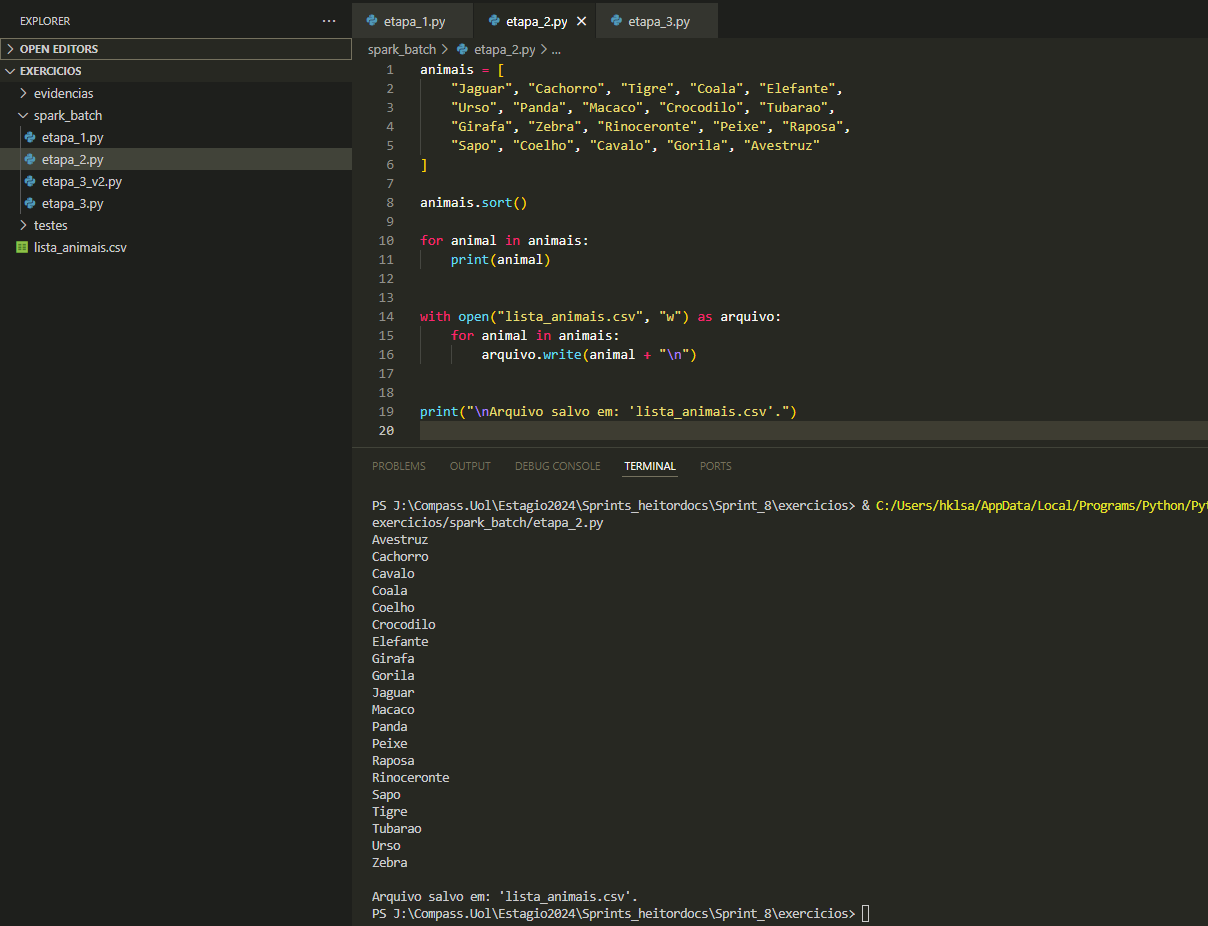 EXPLORER
···
OPEN EDITORS
EXERCICIOS
evidencias
spark_batch
etapa_1.py
etapa_2.py
etapa_3_v2.py
etapa_3.py
testes
lista_animais.csv
etapa_1.py
etapa_2.py
etapa_3.py
spark_batch > etapa_2.py > ...
1 animais = [
2     "Jaguar", "Cachorro", "Tigre", "Coala", "Elefante",
3     "Urso", "Panda", "Macaco", "Crocodilo", "Tubarao",
4     "Girafa", "Zebra", "Rinoceronte", "Peixe", "Raposa",
5     "Sapo", "Coelho", "Cavalo", "Gorila", "Avestruz"
6 ]
7
8 animais.sort()
9
10 for animal in animais:
11     print(animal)
12
13
14 with open("lista_animais.csv", "w") as arquivo:
15     for animal in animais:
16         arquivo.write(animal + "\n")
17
18
19 print("\nArquivo salvo em: 'lista_animais.csv'.")
20
PROBLEMS OUTPUT DEBUG CONSOLE TERMINAL PORTS
PS J:\Compass.Uol\Estagio2024\Sprints_heitordocs\Sprint_8\exercicios> & C:/Users/hklsa/AppData/Local/Programs/Python/Pyt
exercicios/spark_batch/etapa_2.py
Avestruz
Cachorro
Cavalo
Coala
Coelho
Crocodilo
Elefante
Girafa
Gorila
Jaguar
Macaco
Panda
Peixe
Raposa
Rinoceronte
Sapo
Tigre
Tubarao
Urso
Zebra
Arquivo salvo em: 'lista_animais.csv'.
PS J:\Compass.Uol\Estagio2024\Sprints_heitordocs\Sprint_8\exercicios>